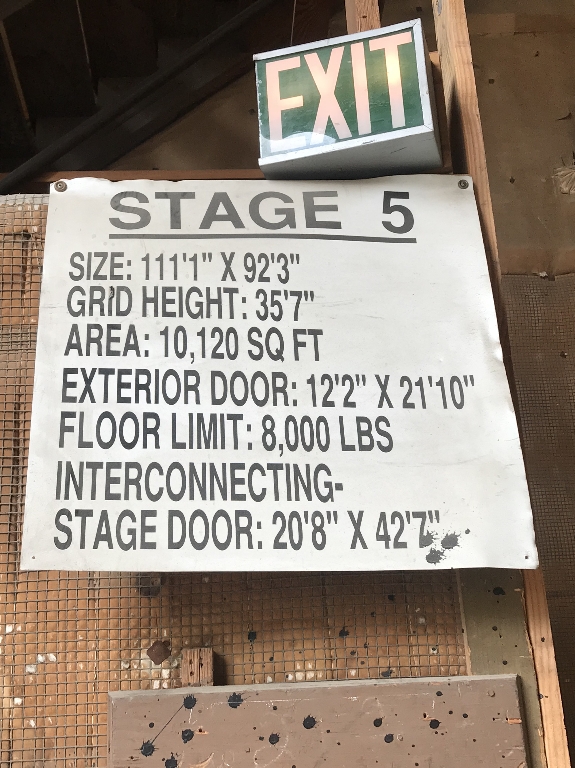 EXIT
STAGE 5
SIZE: 111'1" X 92'3"
GRID HEIGHT: 35'7"
AREA: 10,120 SQ FT
EXTERIOR DOOR: 12'2" X 21'10"
FLOOR LIMIT: 8,000 LBS
INTERCONNECTING-
STAGE DOOR: 20'8" X 42'7"